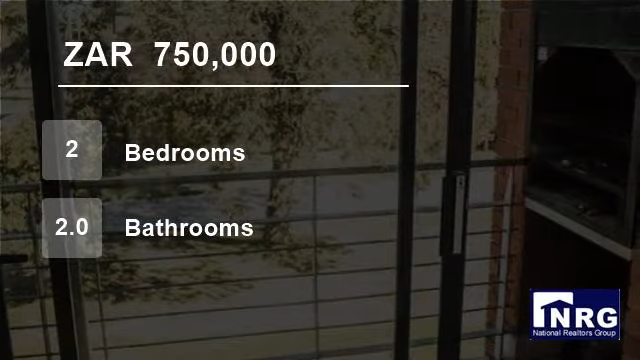 ZAR 750,000
2
Bedrooms
2.0
Bathrooms
NRG
National Realtors Group